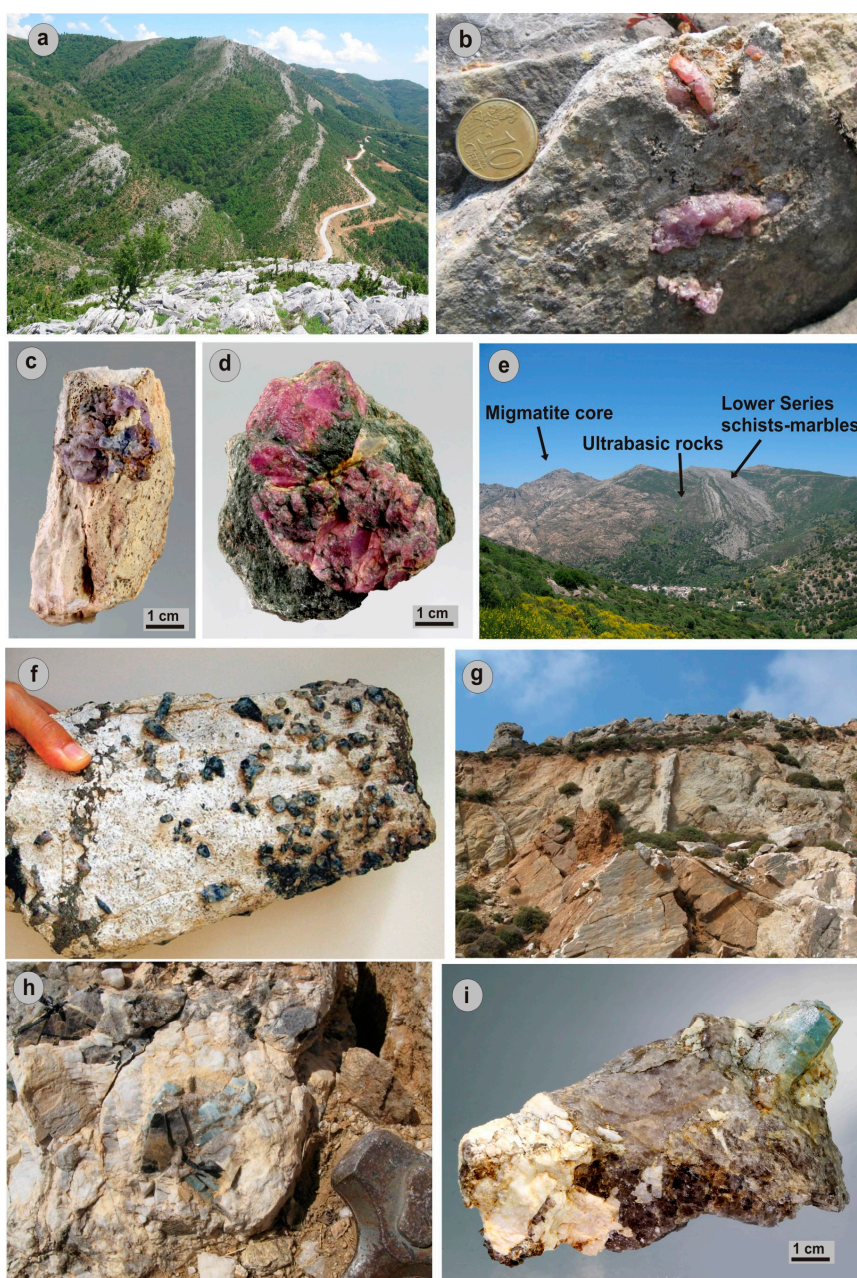 a
b
10
c
1 cm
d
1 cm
e
Migmatite core
Ultrabasic rocks
Lower Series
schists-marbles
f
g
h
i
1 cm